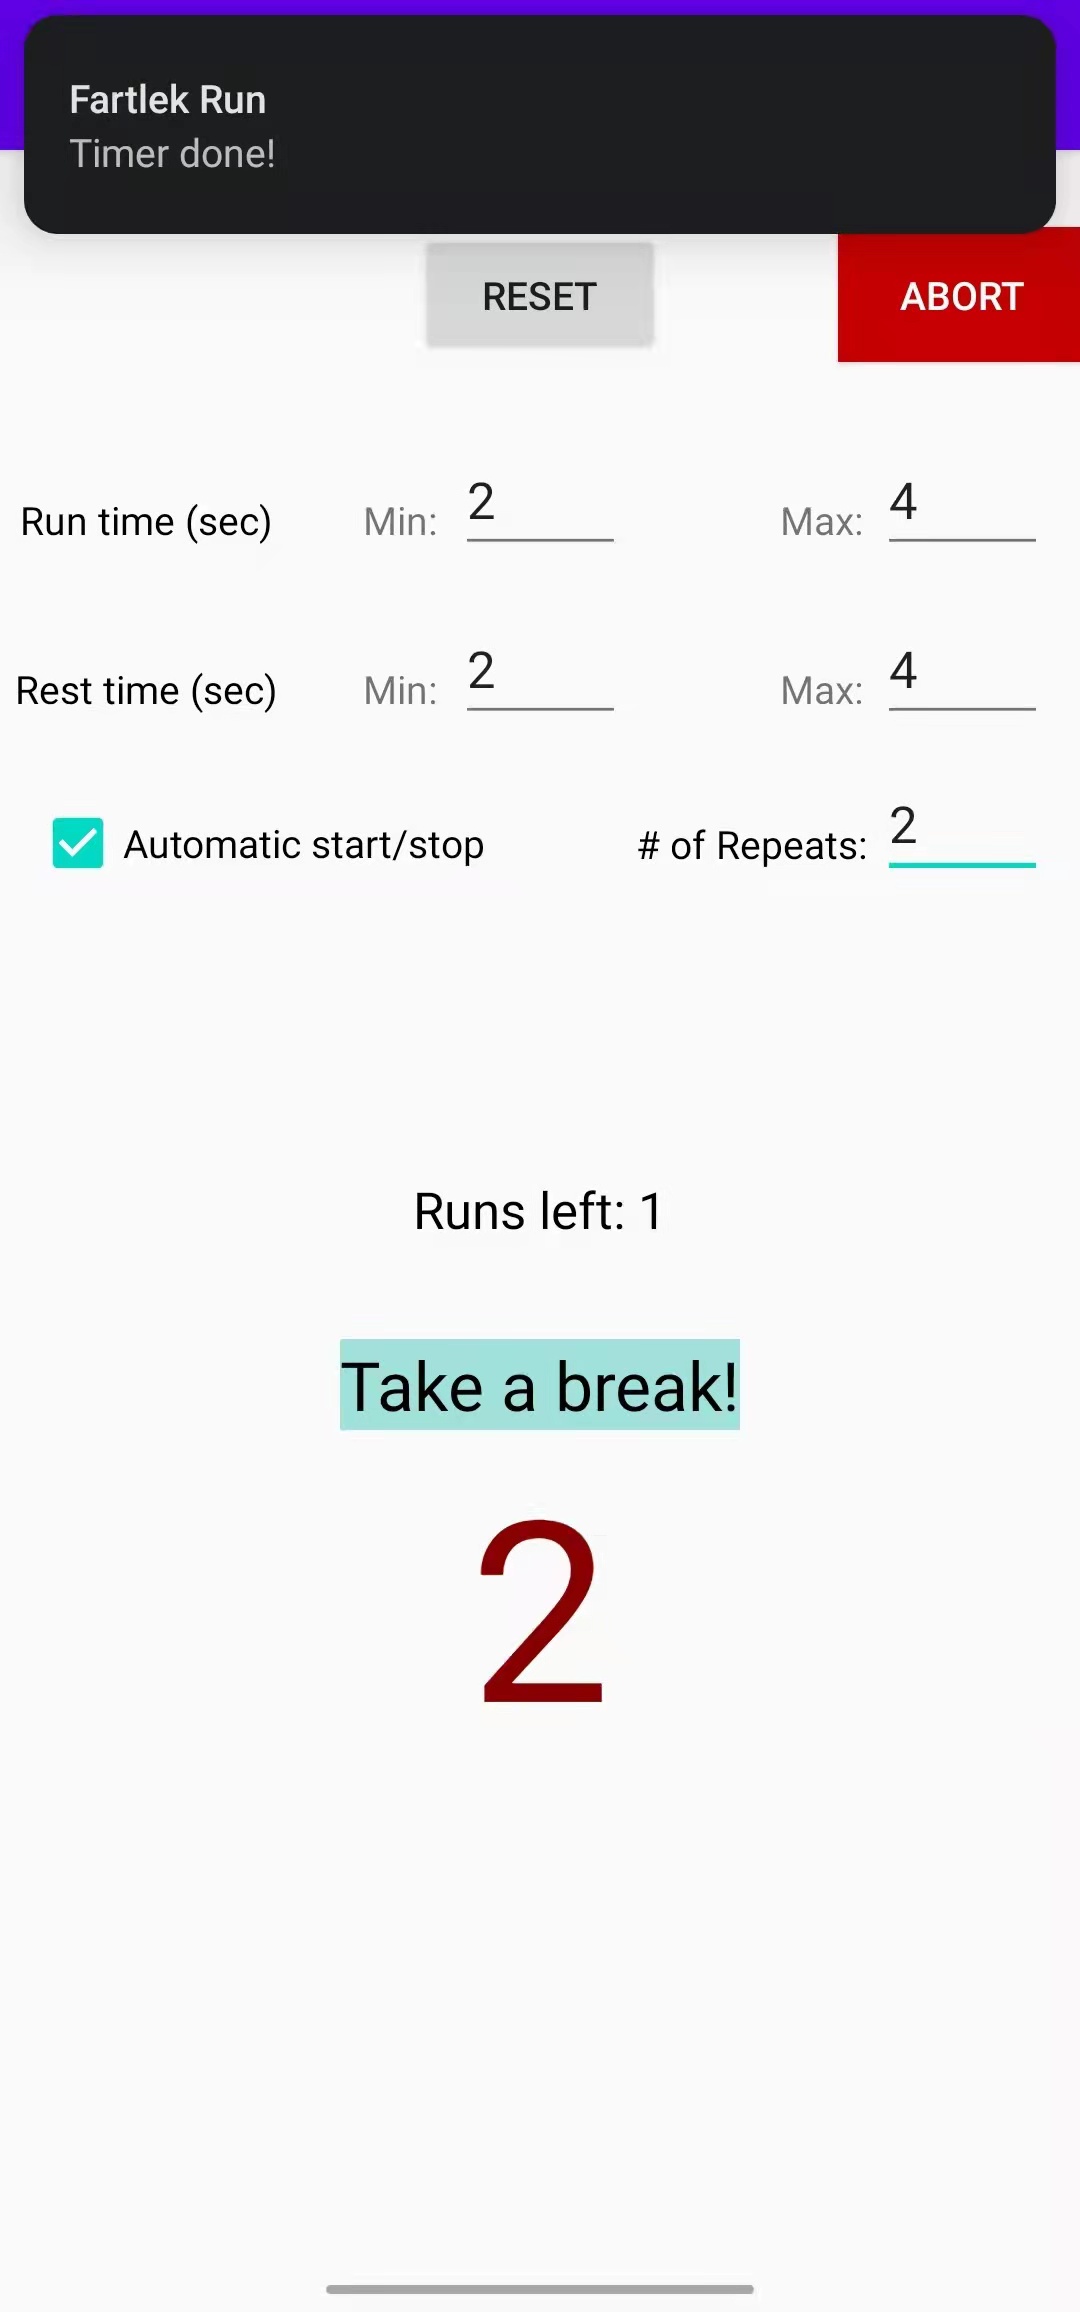 Fartlek Run
Timer done!
RESET
ABORT
Run time (sec) Min: 2 Max: 4
Rest time (sec) Min: 2 Max: 4
Automatic start/stop # of Repeats: 2
Runs left: 1
Take a break!
2